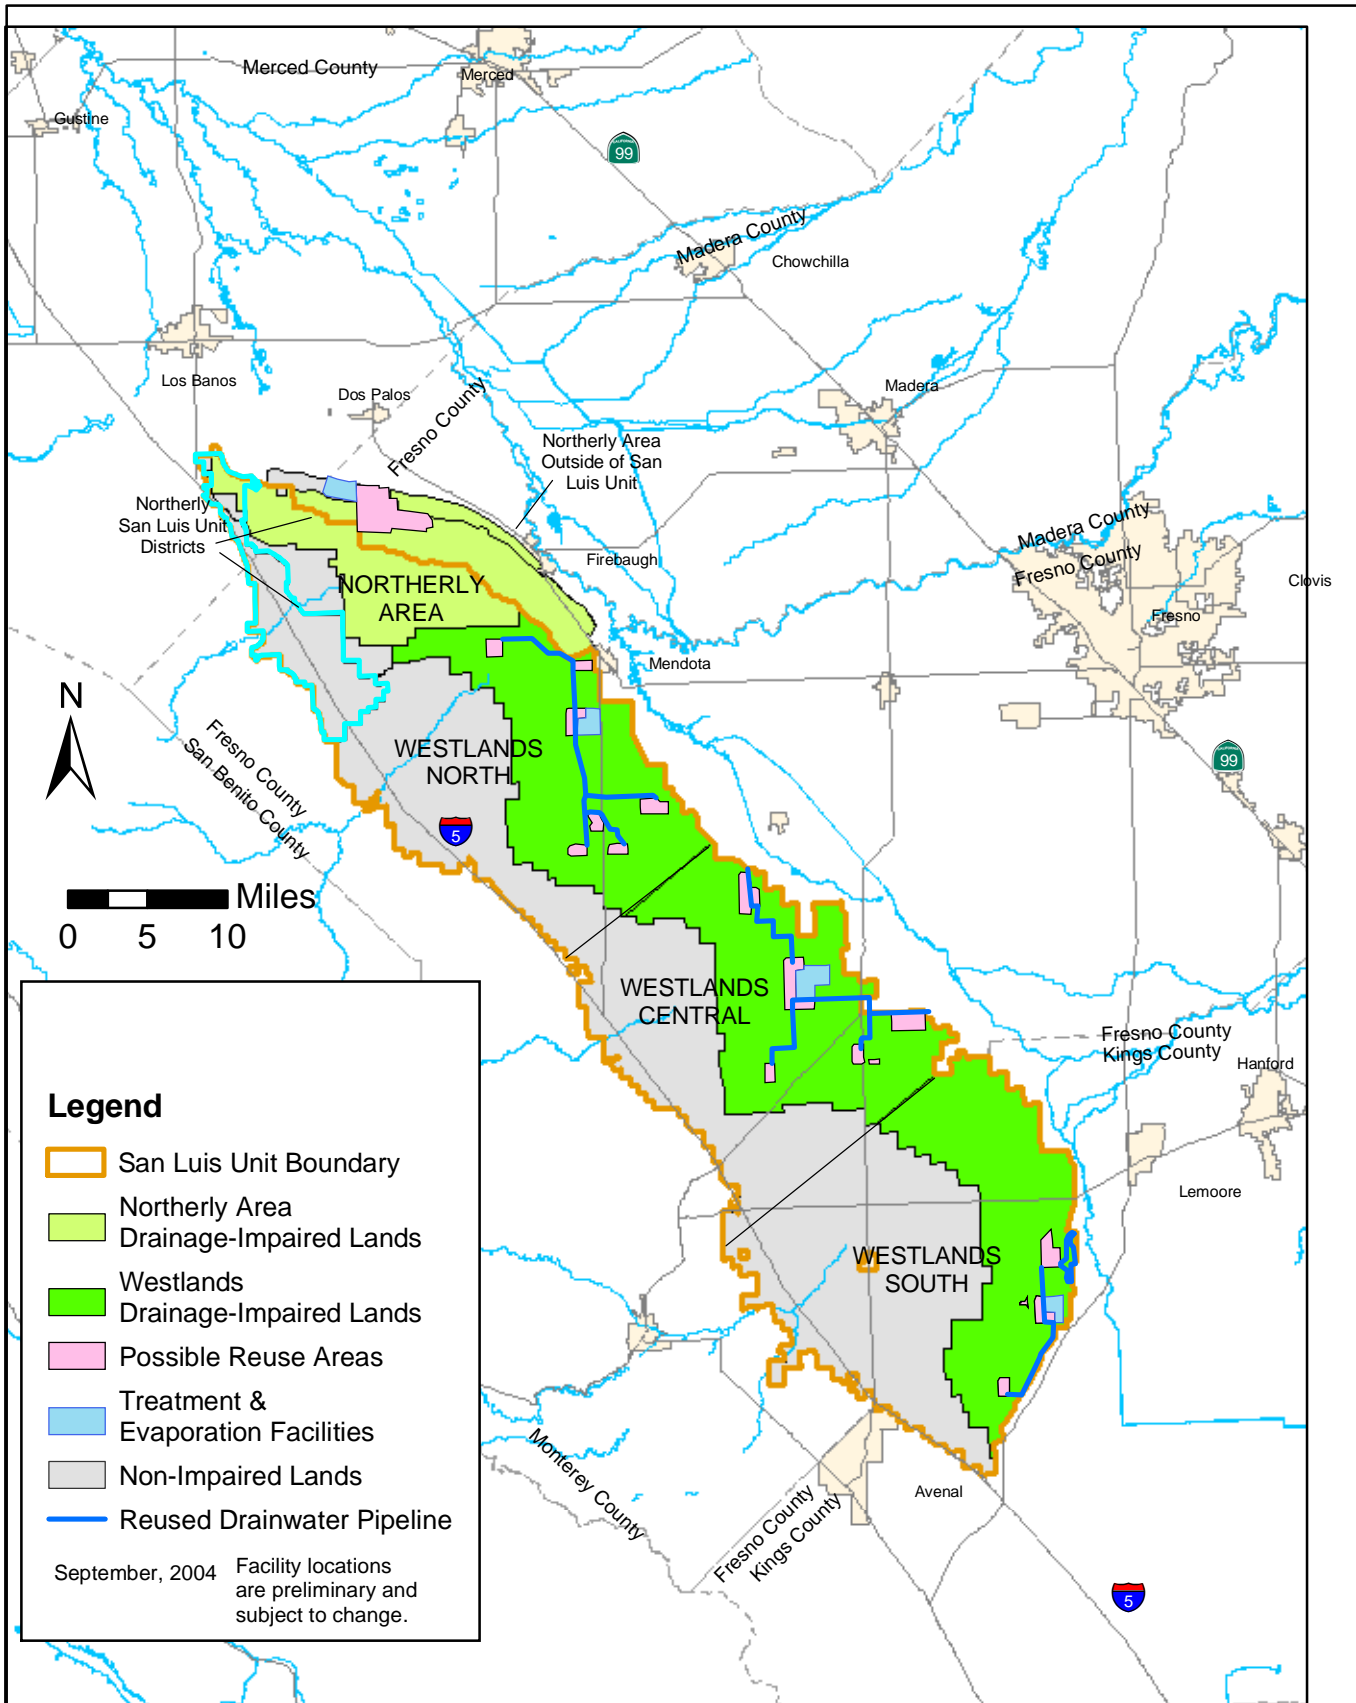 Merced County
Merced
Gustine
CALIFORNIA
99
Madera County
Chowchilla
Los Banos
Dos Palos
Fresno County
Madera
Northerly Area
Outside of San
Luis Unit
Northerly
San Luis Unit
Districts
Firebaugh
Madera County
Fresno County
Clovis
Fresno
NORTHERLY
AREA
Mendota
N
Fresno County
San Benito County
WESTLANDS
NORTH
CALIFORNIA
99
5
Miles
0 5 10
WESTLANDS
CENTRAL
Fresno County
Kings County
Hanford
Lemoore
WESTLANDS
SOUTH
Avenal
Monterey County
Fresno County
Kings County
5
Legend
San Luis Unit Boundary
Northerly Area
Drainage-Impaired Lands
Westlands
Drainage-Impaired Lands
Possible Reuse Areas
Treatment &
Evaporation Facilities
Non-Impaired Lands
Reused Drainwater Pipeline
September, 2004
Facility locations
are preliminary and
subject to change.